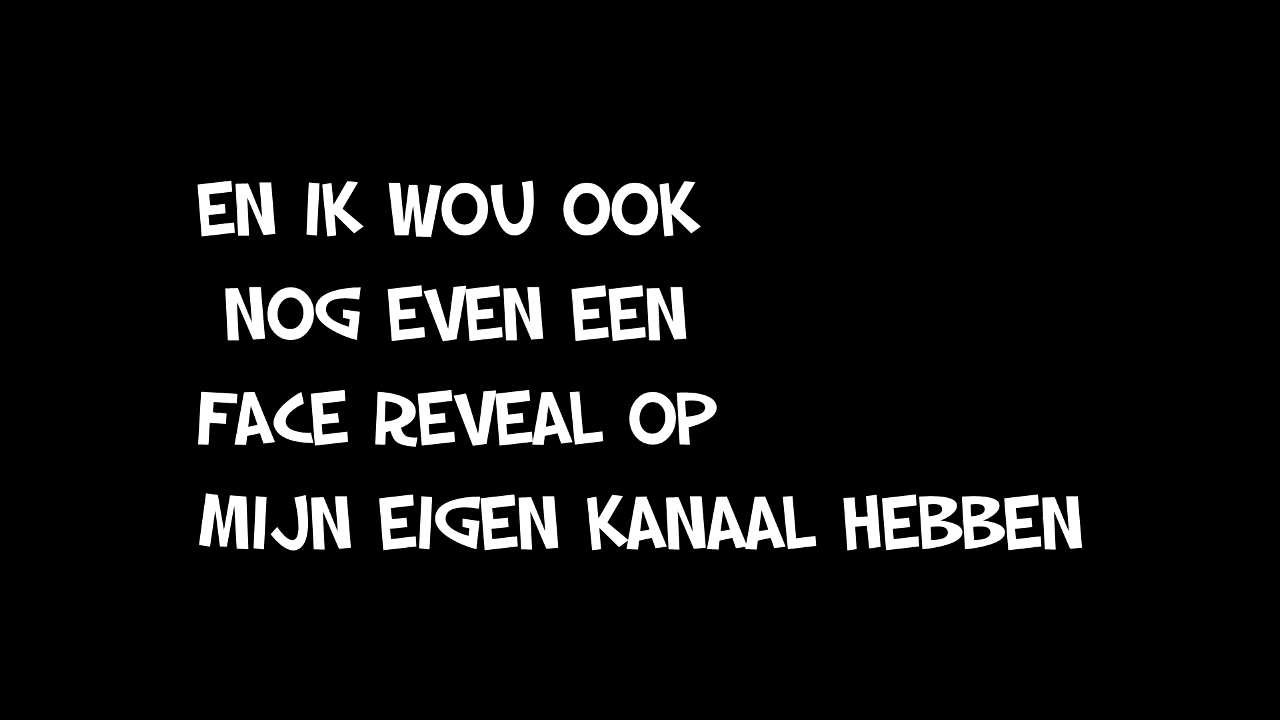 EN IK WOU OOK
NOG EVEN EEN
FACE REVEAL OP
MIJN EIGEN KANAAL HEBBEN